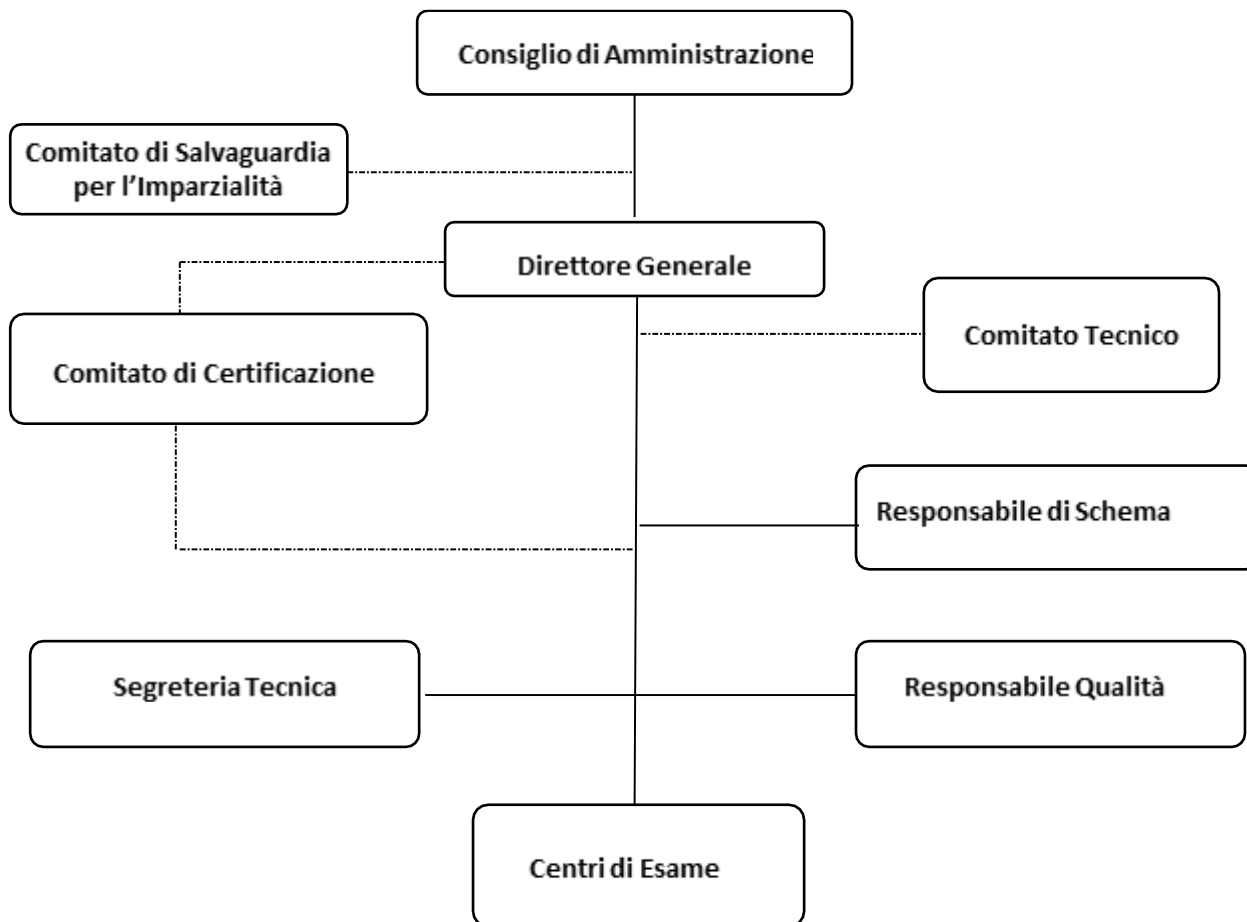 Consiglio di Amministrazione
Comitato di Salvaguardia
per l'Imparzialità
Direttore Generale
Comitato Tecnico
Comitato di Certificazione
Responsabile di Schema
Segreteria Tecnica
Responsabile Qualità
Centri di Esame